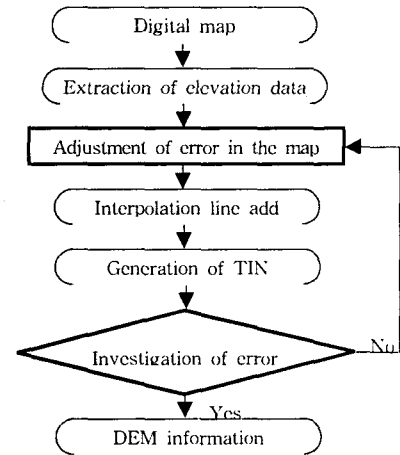 Digital map
Extraction of elevation data
Adjustment of error in the map
Interpolation line add
Generation of TIN
Investigation of error
No
Yes
DEM information